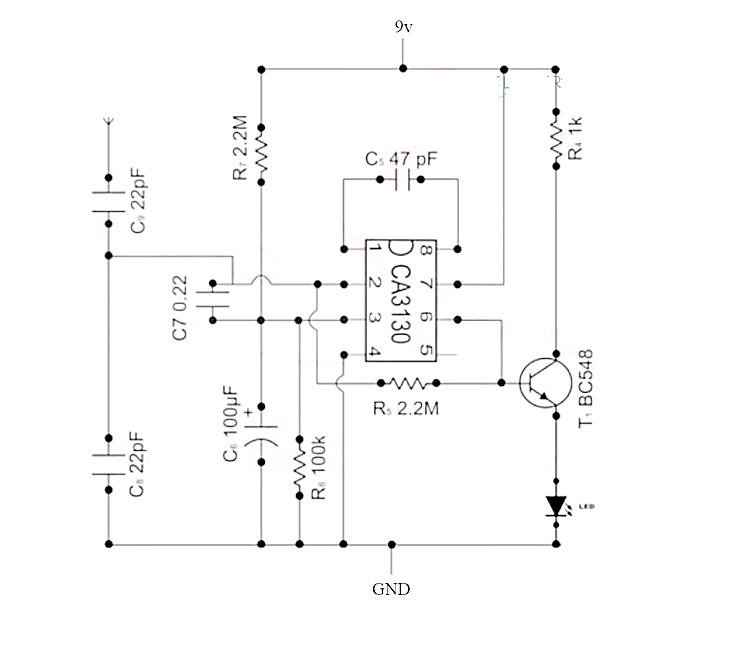 9v
R₇ 2.2M
C₅ 47 pF
R₄ 1k
C₉ 22pF
1 8
2 7
3 6
4 5
CA3130
C7 0.22
T₁ BC548
R₅ 2.2M
C₆ 100µF
+
R₆ 100k
C₈ 22pF
LED
GND